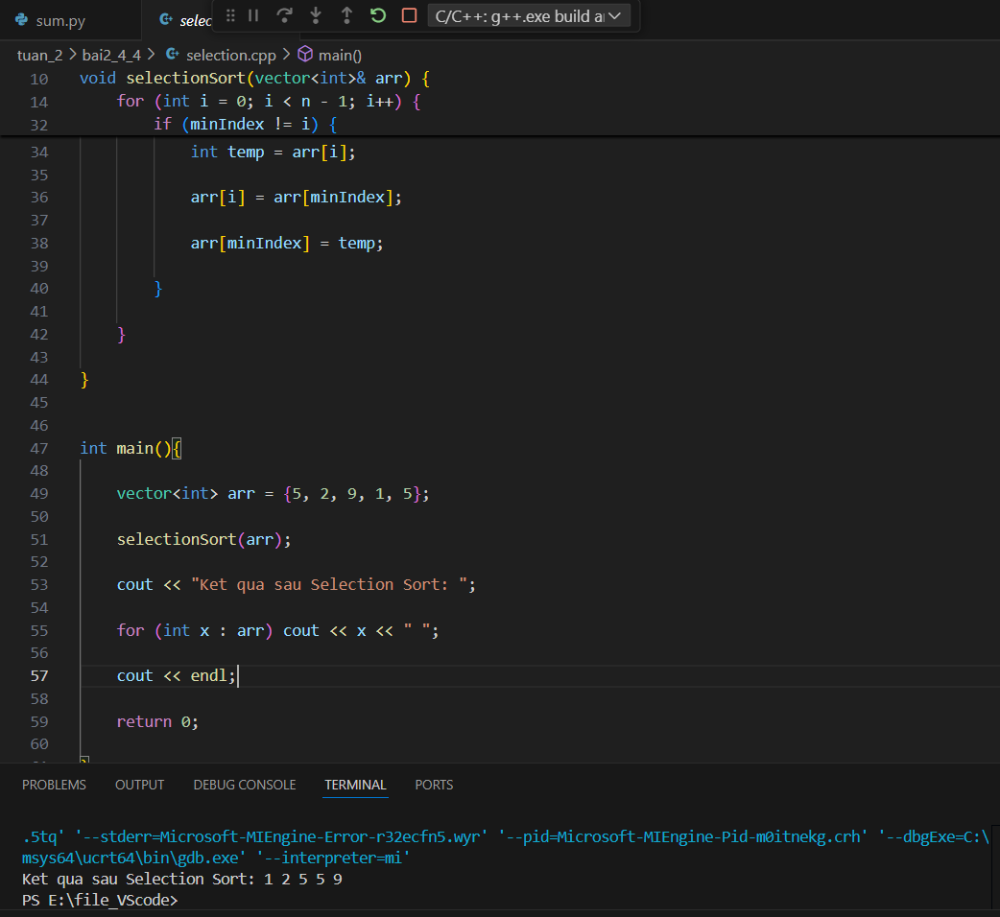 sum.py selec C/C++: g++.exe build a
tuan_2 > bai2_4_4 > selection.cpp > main()
10 void selectionSort(vector<int>& arr) {
14 for (int i = 0; i < n - 1; i++) {
32 if (minIndex != i) {
34 int temp = arr[i];
35
36 arr[i] = arr[minIndex];
37
38 arr[minIndex] = temp;
39
40 }
41
42 }
43
44 }
45
46
47 int main(){
48
49 vector<int> arr = {5, 2, 9, 1, 5};
50
51 selectionSort(arr);
52
53 cout << "Ket qua sau Selection Sort: ";
54
55 for (int x : arr) cout << x << " ";
56
57 cout << endl;
58
59 return 0;
60
}
PROBLEMS OUTPUT DEBUG CONSOLE TERMINAL PORTS
.5tq' '--stderr=Microsoft-MIEngine-Error-r32ecfn5.wyr' '--pid=Microsoft-MIEngine-Pid-m0itnekg.crh' '--dbgExe=C:\
msys64\ucrt64\bin\gdb.exe' '--interpreter=mi'
Ket qua sau Selection Sort: 1 2 5 5 9
PS E:\file_VScode>